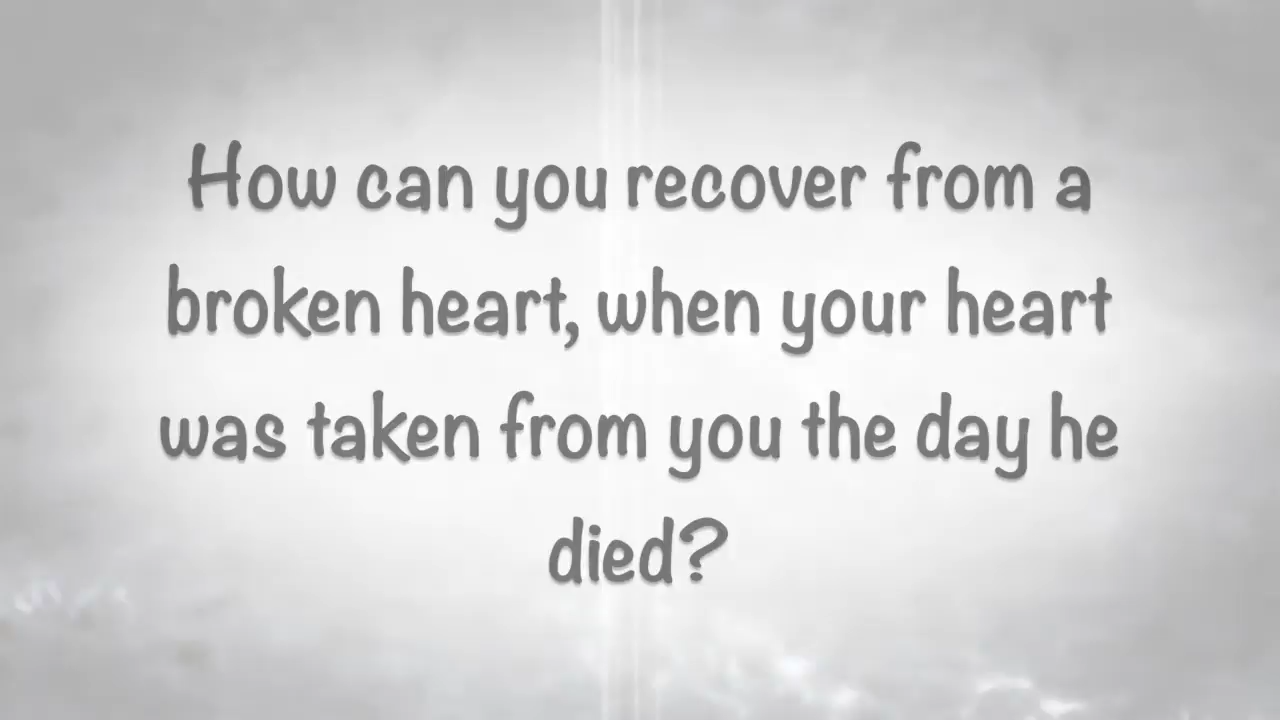 How can you recover from a
broken heart, when your heart
was taken from you the day he
died?